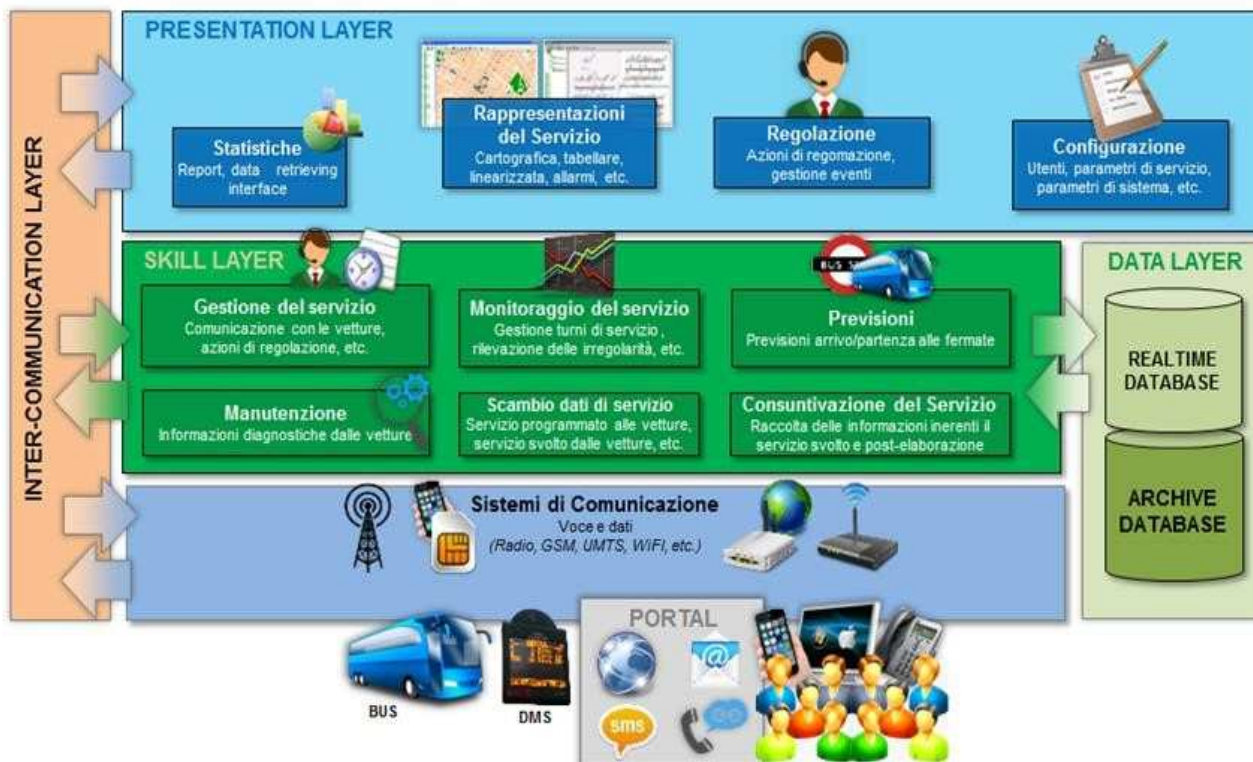 INTER-COMMUNICATION LAYER
PRESENTATION LAYER
Statistiche
Report, data retrieving
interface
Rappresentazioni
del Servizio
Cartografica, tabellare,
linearizzata, allarmi, etc.
Regolazione
Azioni di regomazione,
gestione eventi
Configurazione
Utenti, parametri di servizio,
parametri di sistema, etc.
SKILL LAYER
Gestione del servizio
Comunicazione con le vetture,
azioni di regolazione, etc.
Monitoraggio del servizio
Gestione turni di servizio ,
rilevazione delle irregolarità, etc.
BUS
Previsioni
Previsioni arrivo/partenza alle fermate
Manutenzione
Informazioni diagnostiche dalle vetture
Scambio dati di servizio
Servizio programmato alle vetture,
servizio svolto dalle vetture, etc.
Consuntivazione del Servizio
Raccolta delle informazioni inerenti il
servizio svolto e post-elaborazione
DATA LAYER
REALTIME
DATABASE
ARCHIVE
DATABASE
Sistemi di Comunicazione
Voce e dati
(Radio, GSM, UMTS, WiFI, etc.)
BUS
DMS
PORTAL
@
sms